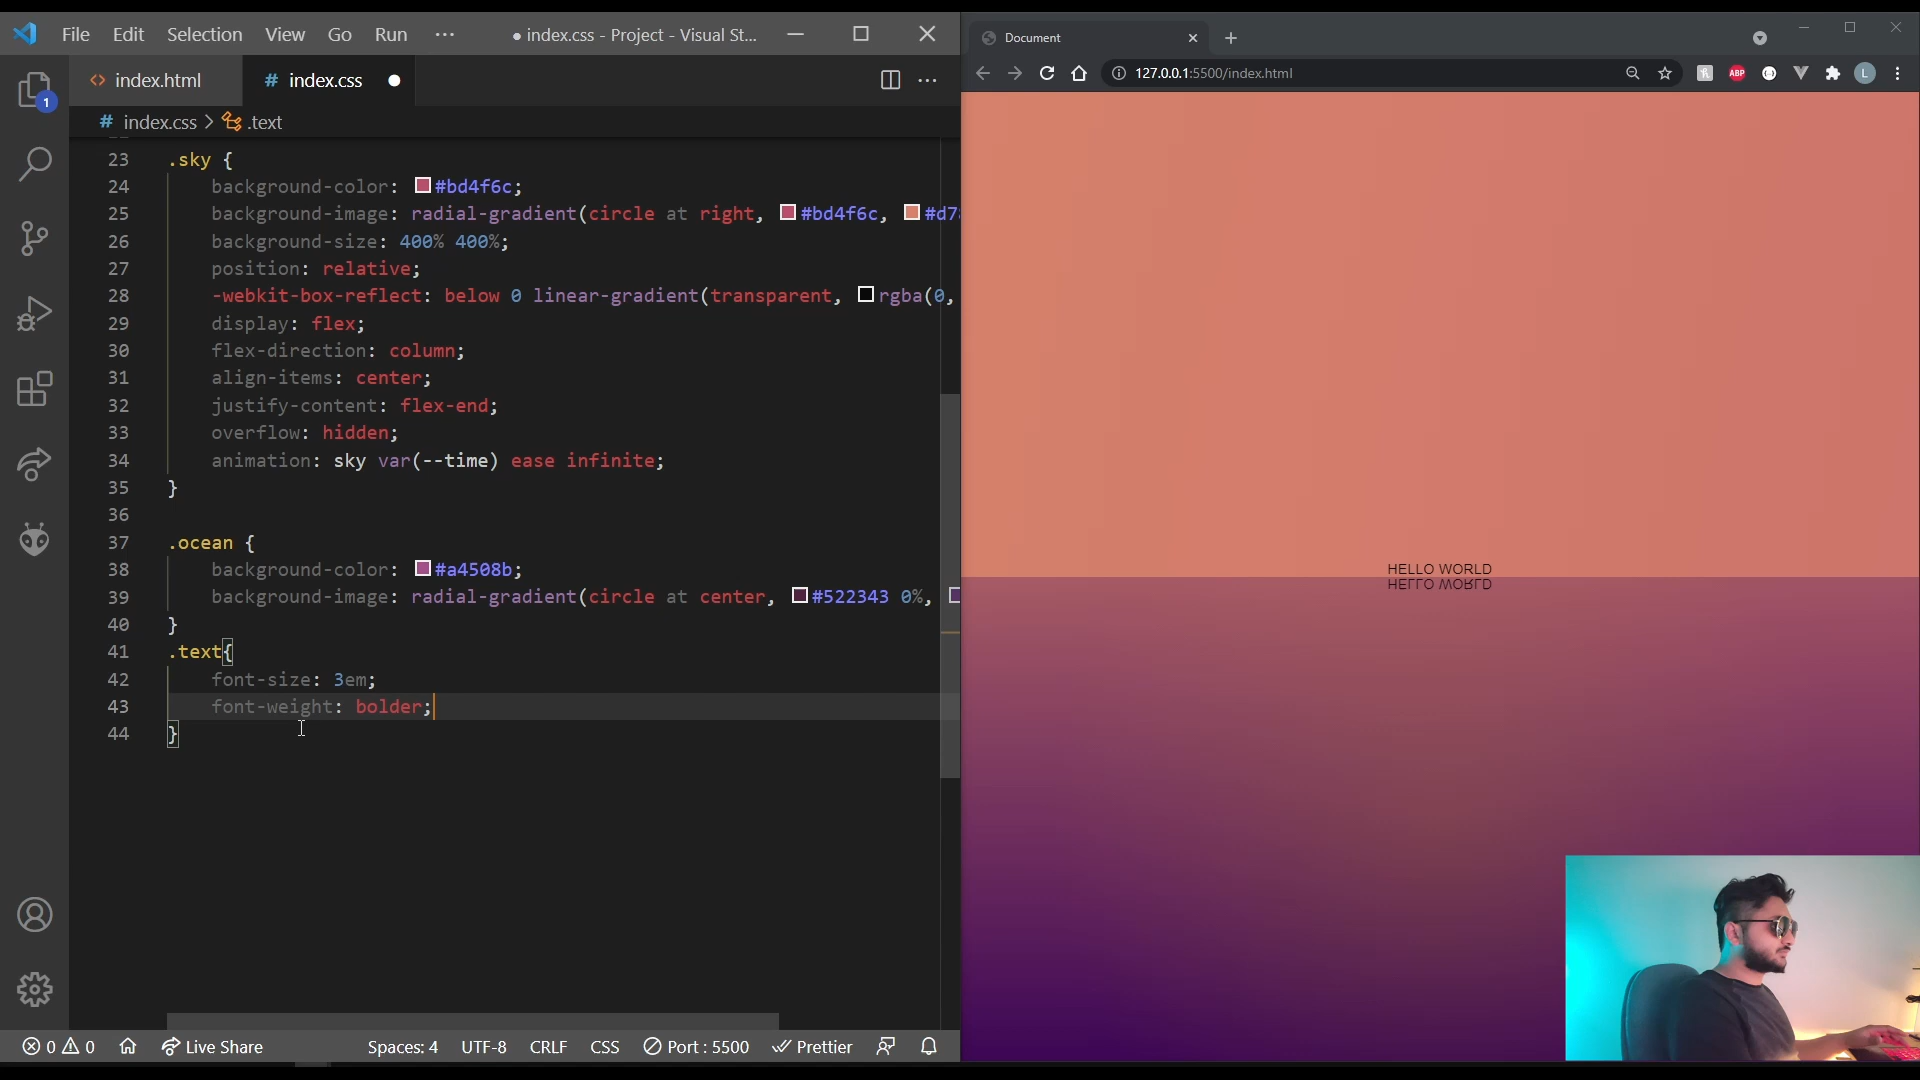 File Edit Selection View Go Run ··· ● index.css - Project - Visual St...
<> index.html # index.css ●
# index.css > .text
23 .sky {
24 background-color: #bd4f6c;
25 background-image: radial-gradient(circle at right, #bd4f6c, #d7
26 background-size: 400% 400%;
27 position: relative;
28 -webkit-box-reflect: below 0 linear-gradient(transparent, rgba(0,
29 display: flex;
30 flex-direction: column;
31 align-items: center;
32 justify-content: flex-end;
33 overflow: hidden;
34 animation: sky var(--time) ease infinite;
35 }
36
37 .ocean {
38 background-color: #a4508b;
39 background-image: radial-gradient(circle at center, #522343 0%,
40 }
41 .text{
42 font-size: 3em;
43 font-weight: bolder;
44 }
1
0 0 Live Share Spaces: 4 UTF-8 CRLF CSS Port : 5500 Prettier
Document
127.0.0.1:5500/index.html ABP L
HELLO WORLD
HELLO WORLD